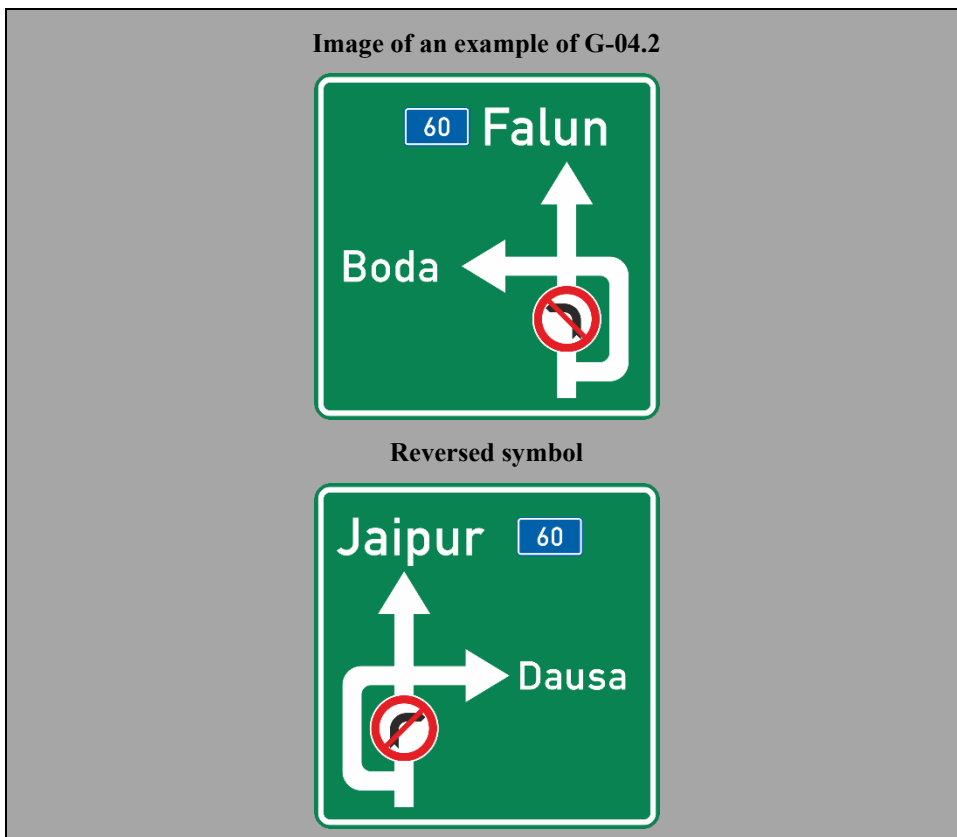 Image of an example of G-04.2
60 Falun
Boda
Reversed symbol
Jaipur 60
Dausa